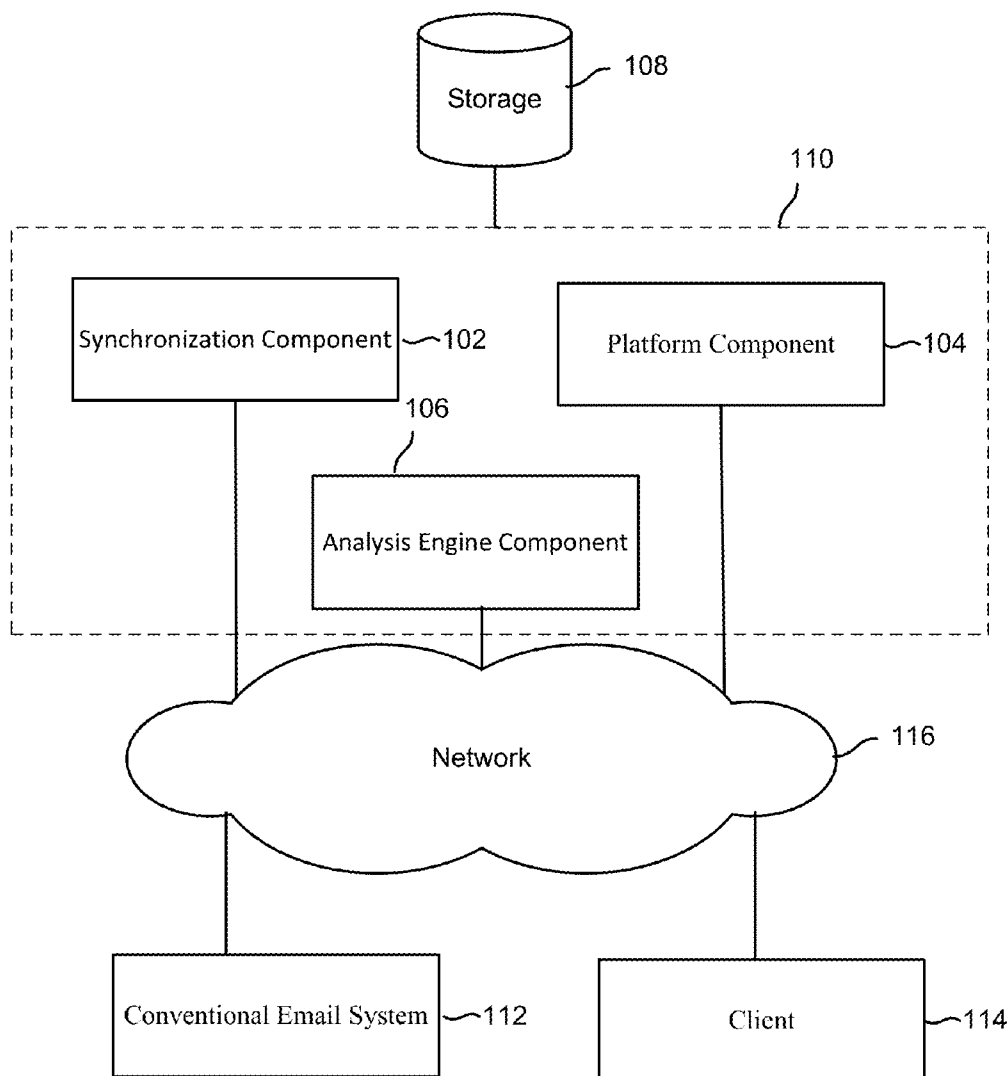 108
Storage
110
Synchronization Component
102
Platform Component
104
106
Analysis Engine Component
Network
116
Conventional Email System
112
Client
114